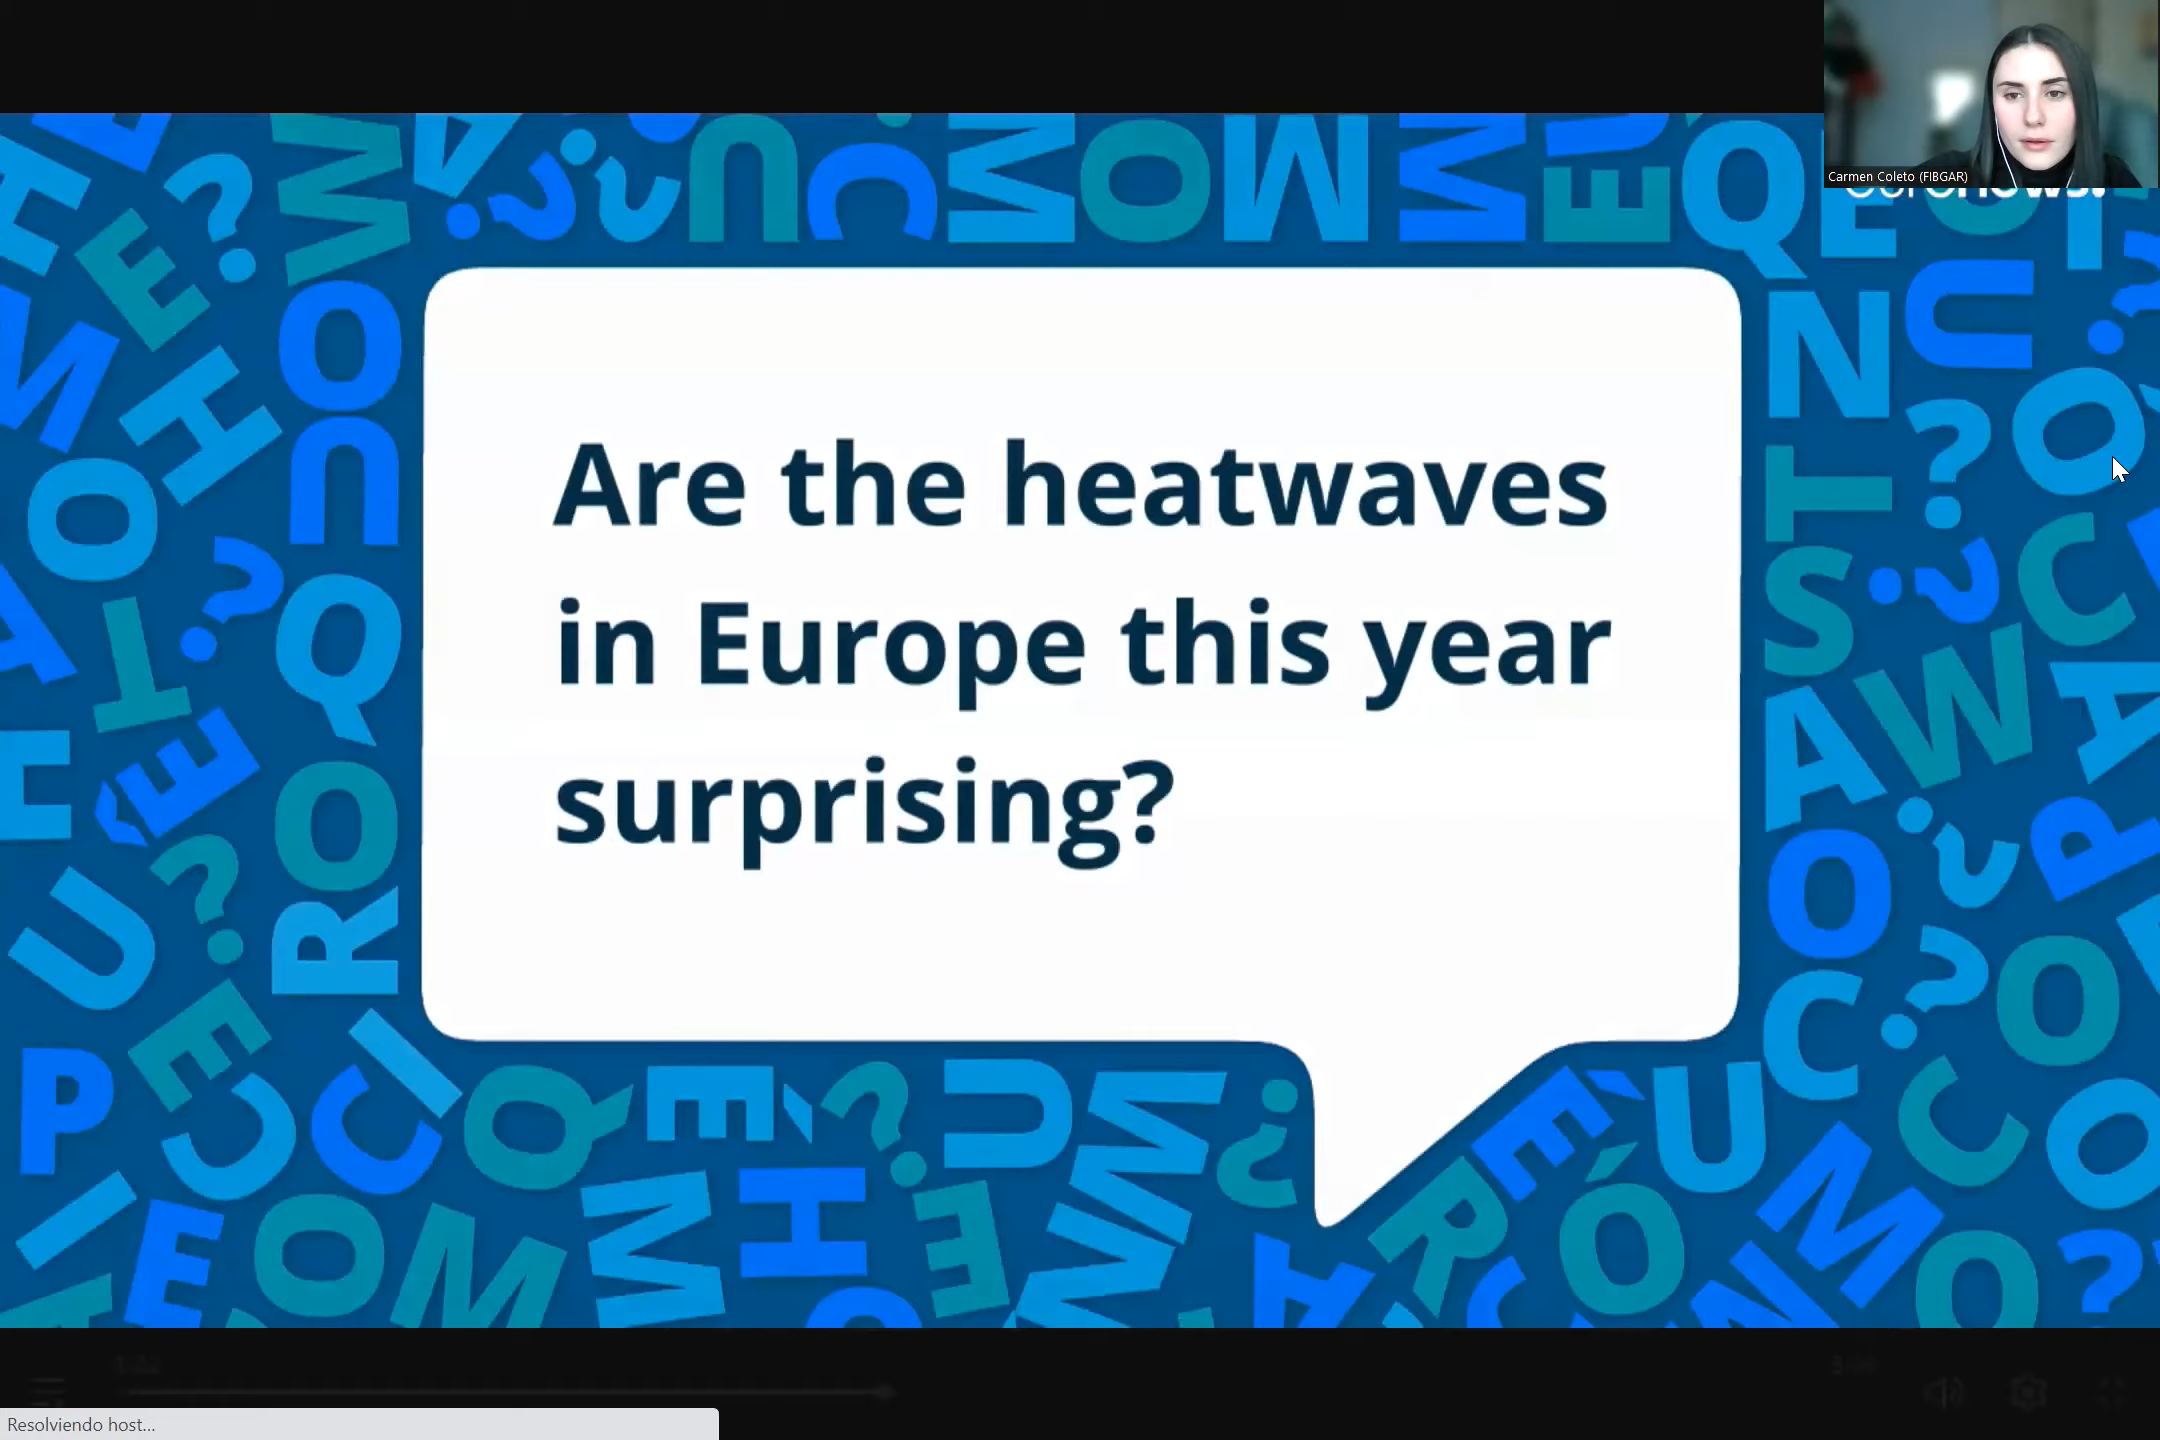 Carmen Coleto (FIBGAR)
Are the heatwaves
in Europe this year
surprising?
Resolviendo host...